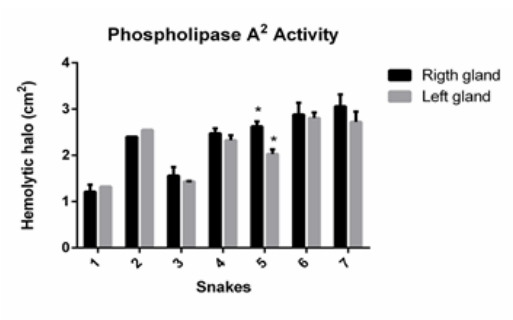 Phospholipase A² Activity
Hemolytic halo (cm²)
4
3
2
1
0
* *
1 2 3 4 5 6 7
Snakes
Rigth gland
Left gland